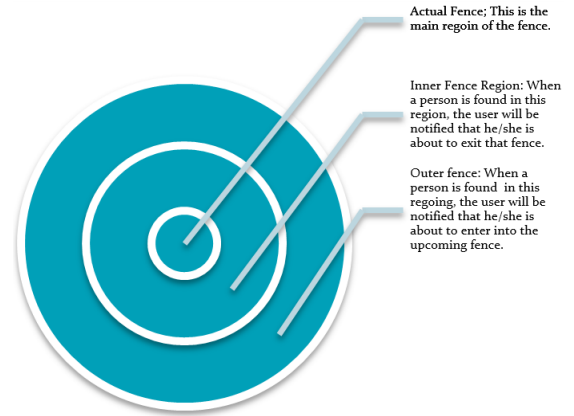 Actual Fence; This is the
main regoin of the fence.
Inner Fence Region: When
a person is found in this
region, the user will be
notified that he/she is
about to exit that fence.
Outer fence: When a
person is found in this
regoing, the user will be
notified that he/she is
about to enter into the
upcoming fence.